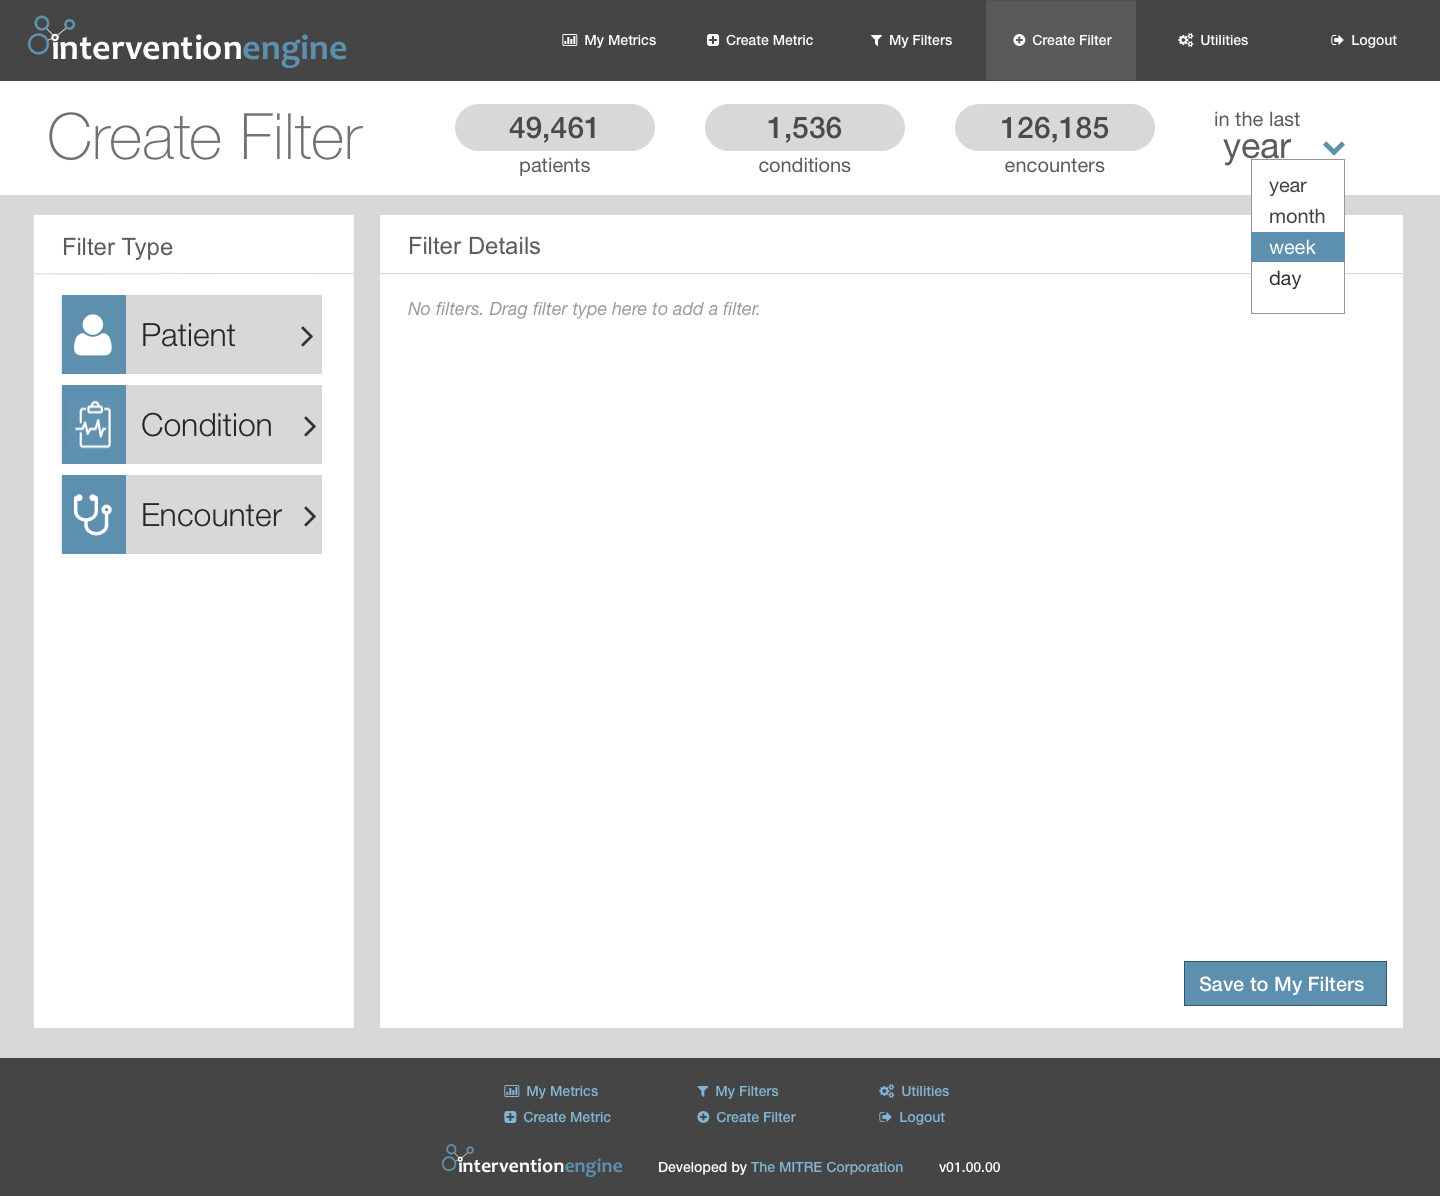 interventionengine
My Metrics
Create Metric
My Filters
Create Filter
Utilities
Logout
Create Filter
49,461
patients
1,536
conditions
126,185
encounters
in the last
year
year
month
week
day
Filter Type
Patient
Condition
Encounter
Filter Details
No filters. Drag filter type here to add a filter.
Save to My Filters
My Metrics
My Filters
Utilities
Create Metric
Create Filter
Logout
interventionengine
Developed by The MITRE Corporation
v01.00.00